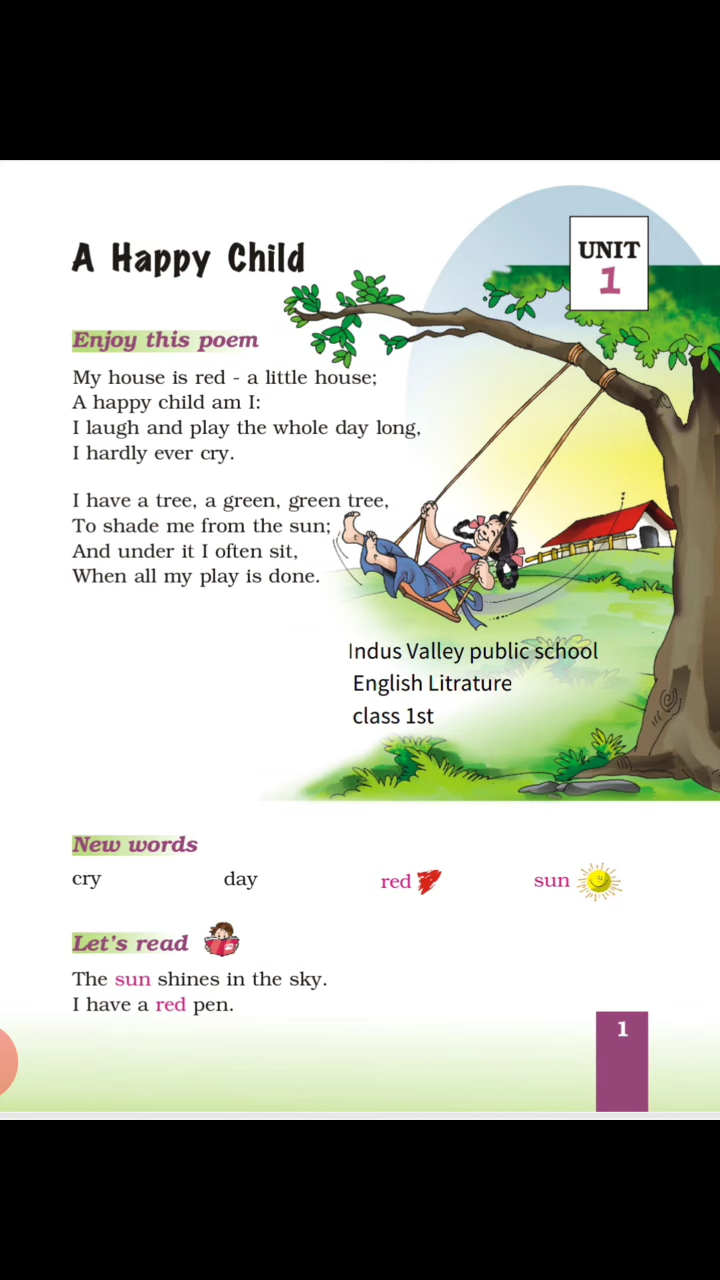 A Happy Child
UNIT
1
Enjoy this poem
My house is red - a little house;
A happy child am I:
I laugh and play the whole day long,
I hardly ever cry.
I have a tree, a green, green tree,
To shade me from the sun;
And under it I often sit,
When all my play is done.
Indus Valley public school
English Litrature
class 1st
New words
cry day red sun
Let's read
The sun shines in the sky.
I have a red pen.
1